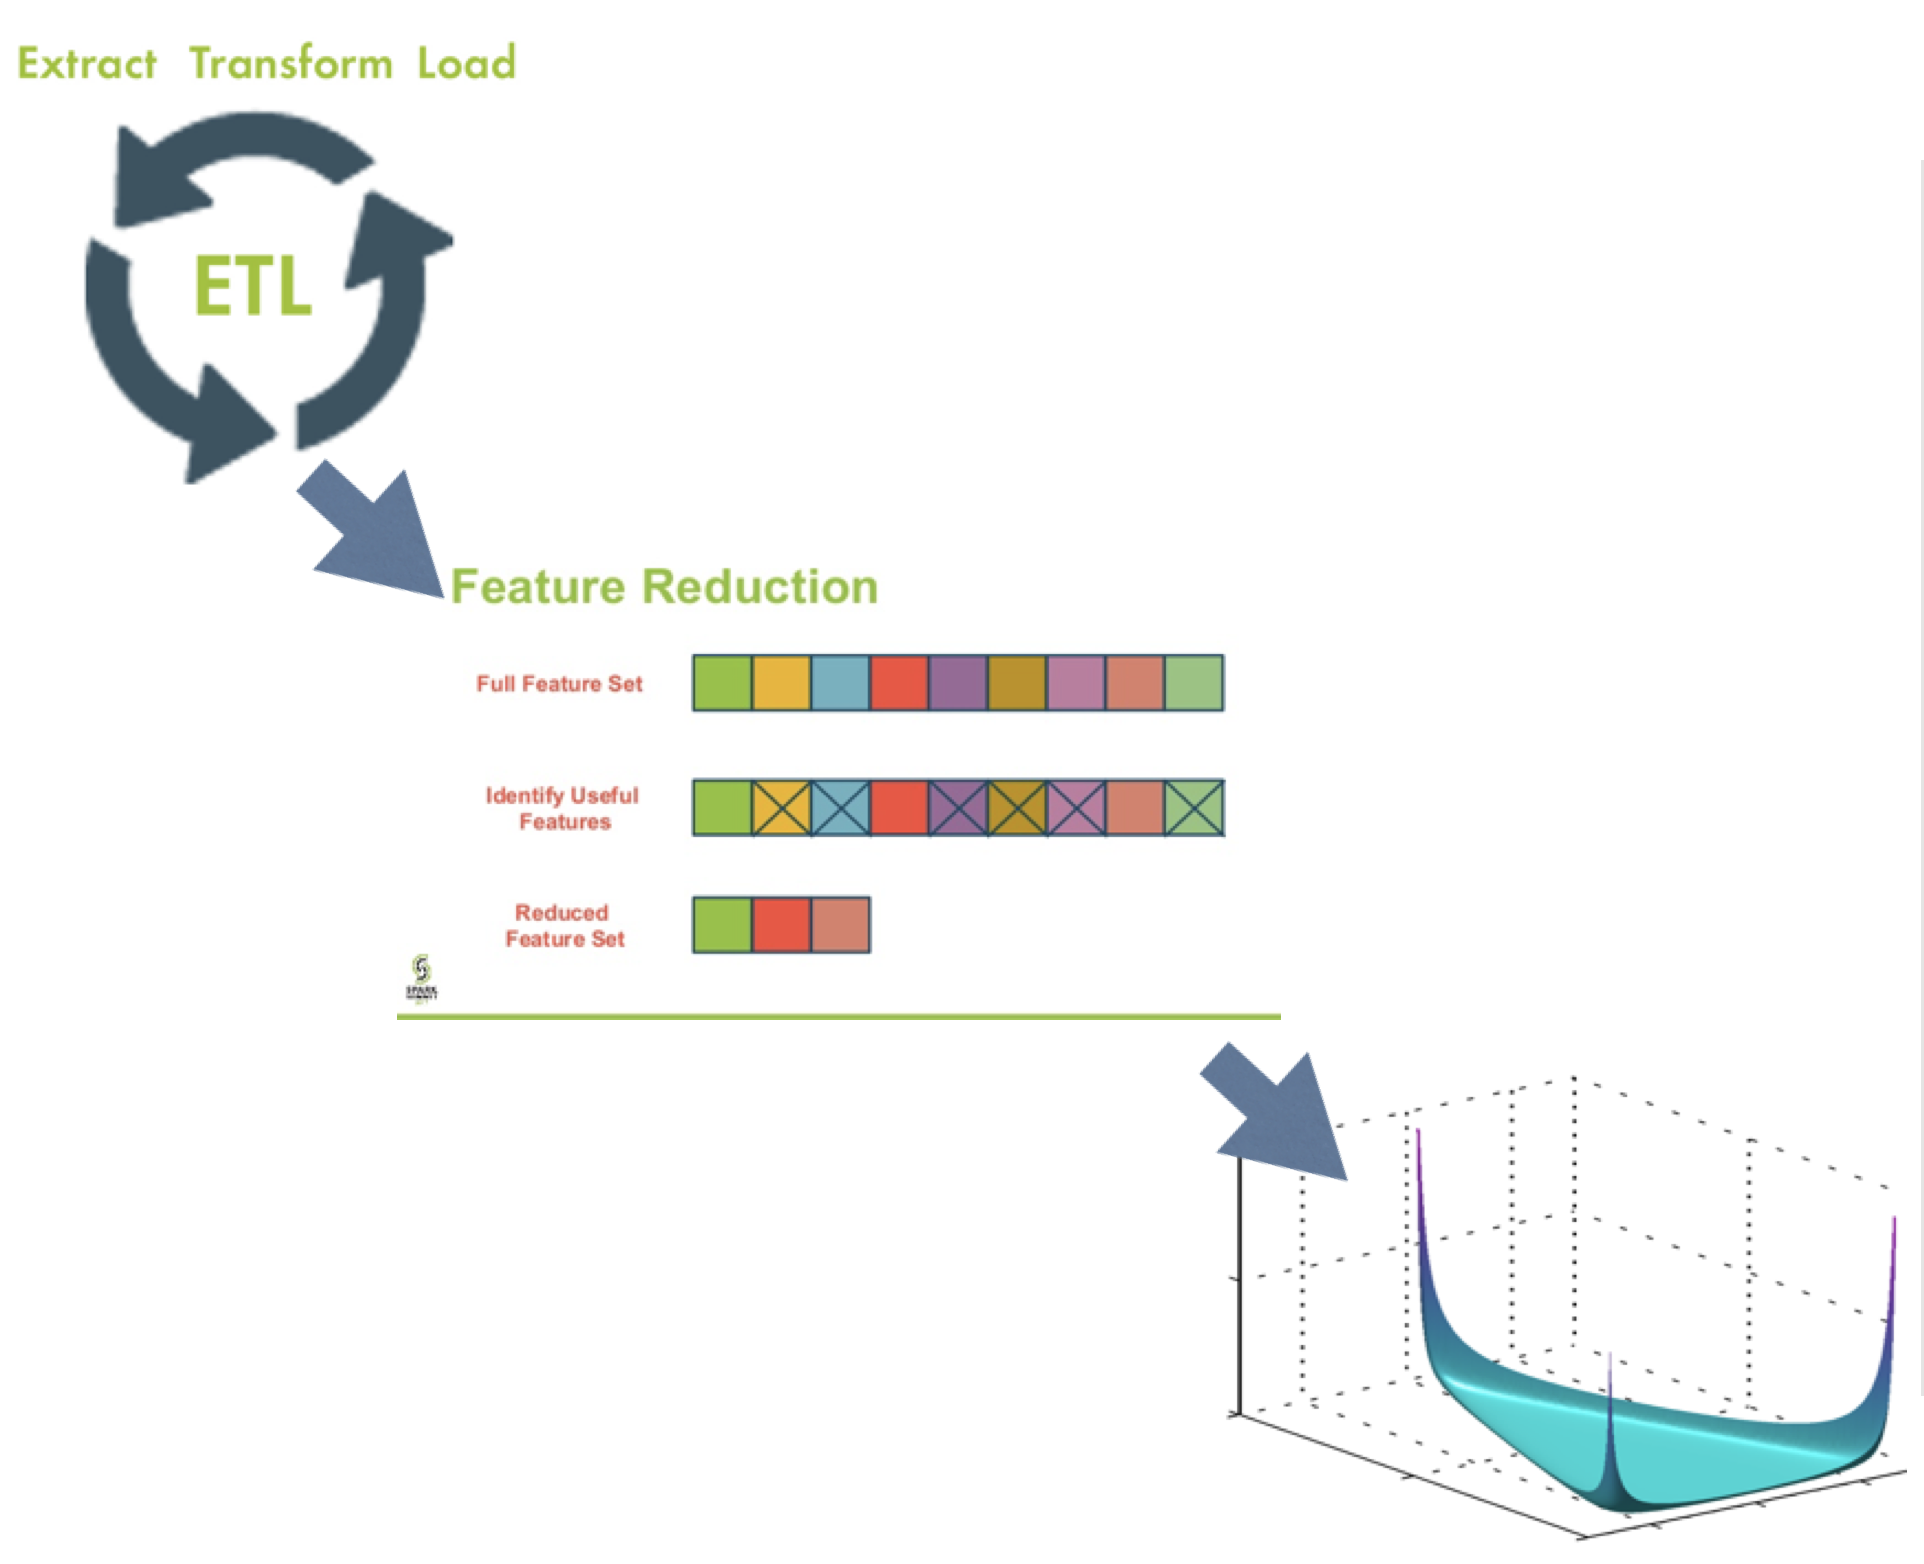 Extract Transform Load
ETL
Feature Reduction
Full Feature Set
Identify Useful
Features
Reduced
Feature Set
SPARK